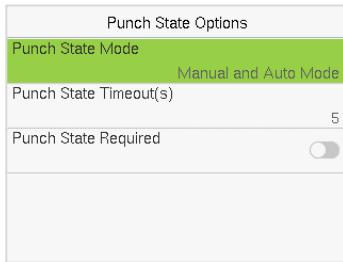 Punch State Options
Punch State Mode
Manual and Auto Mode
Punch State Timeout(s)
5
Punch State Required